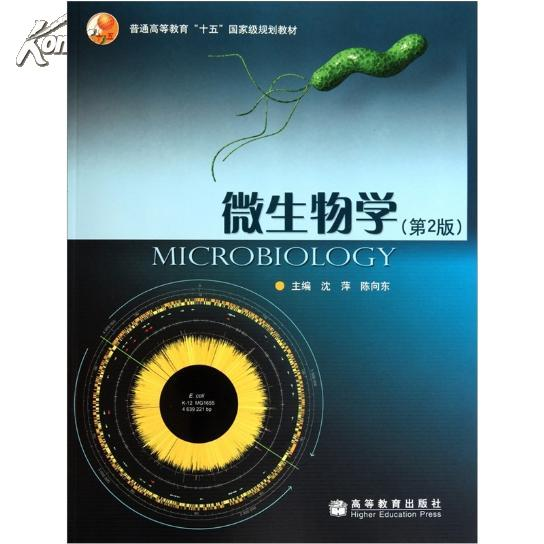 普通高等教育“十五”国家级规划教材
微生物学(第2版)
MICROBIOLOGY
主编 沈 萍 陈向东
E. coli
K-12 MG1655
4 639 221 bp
高等教育出版社
Higher Education Press